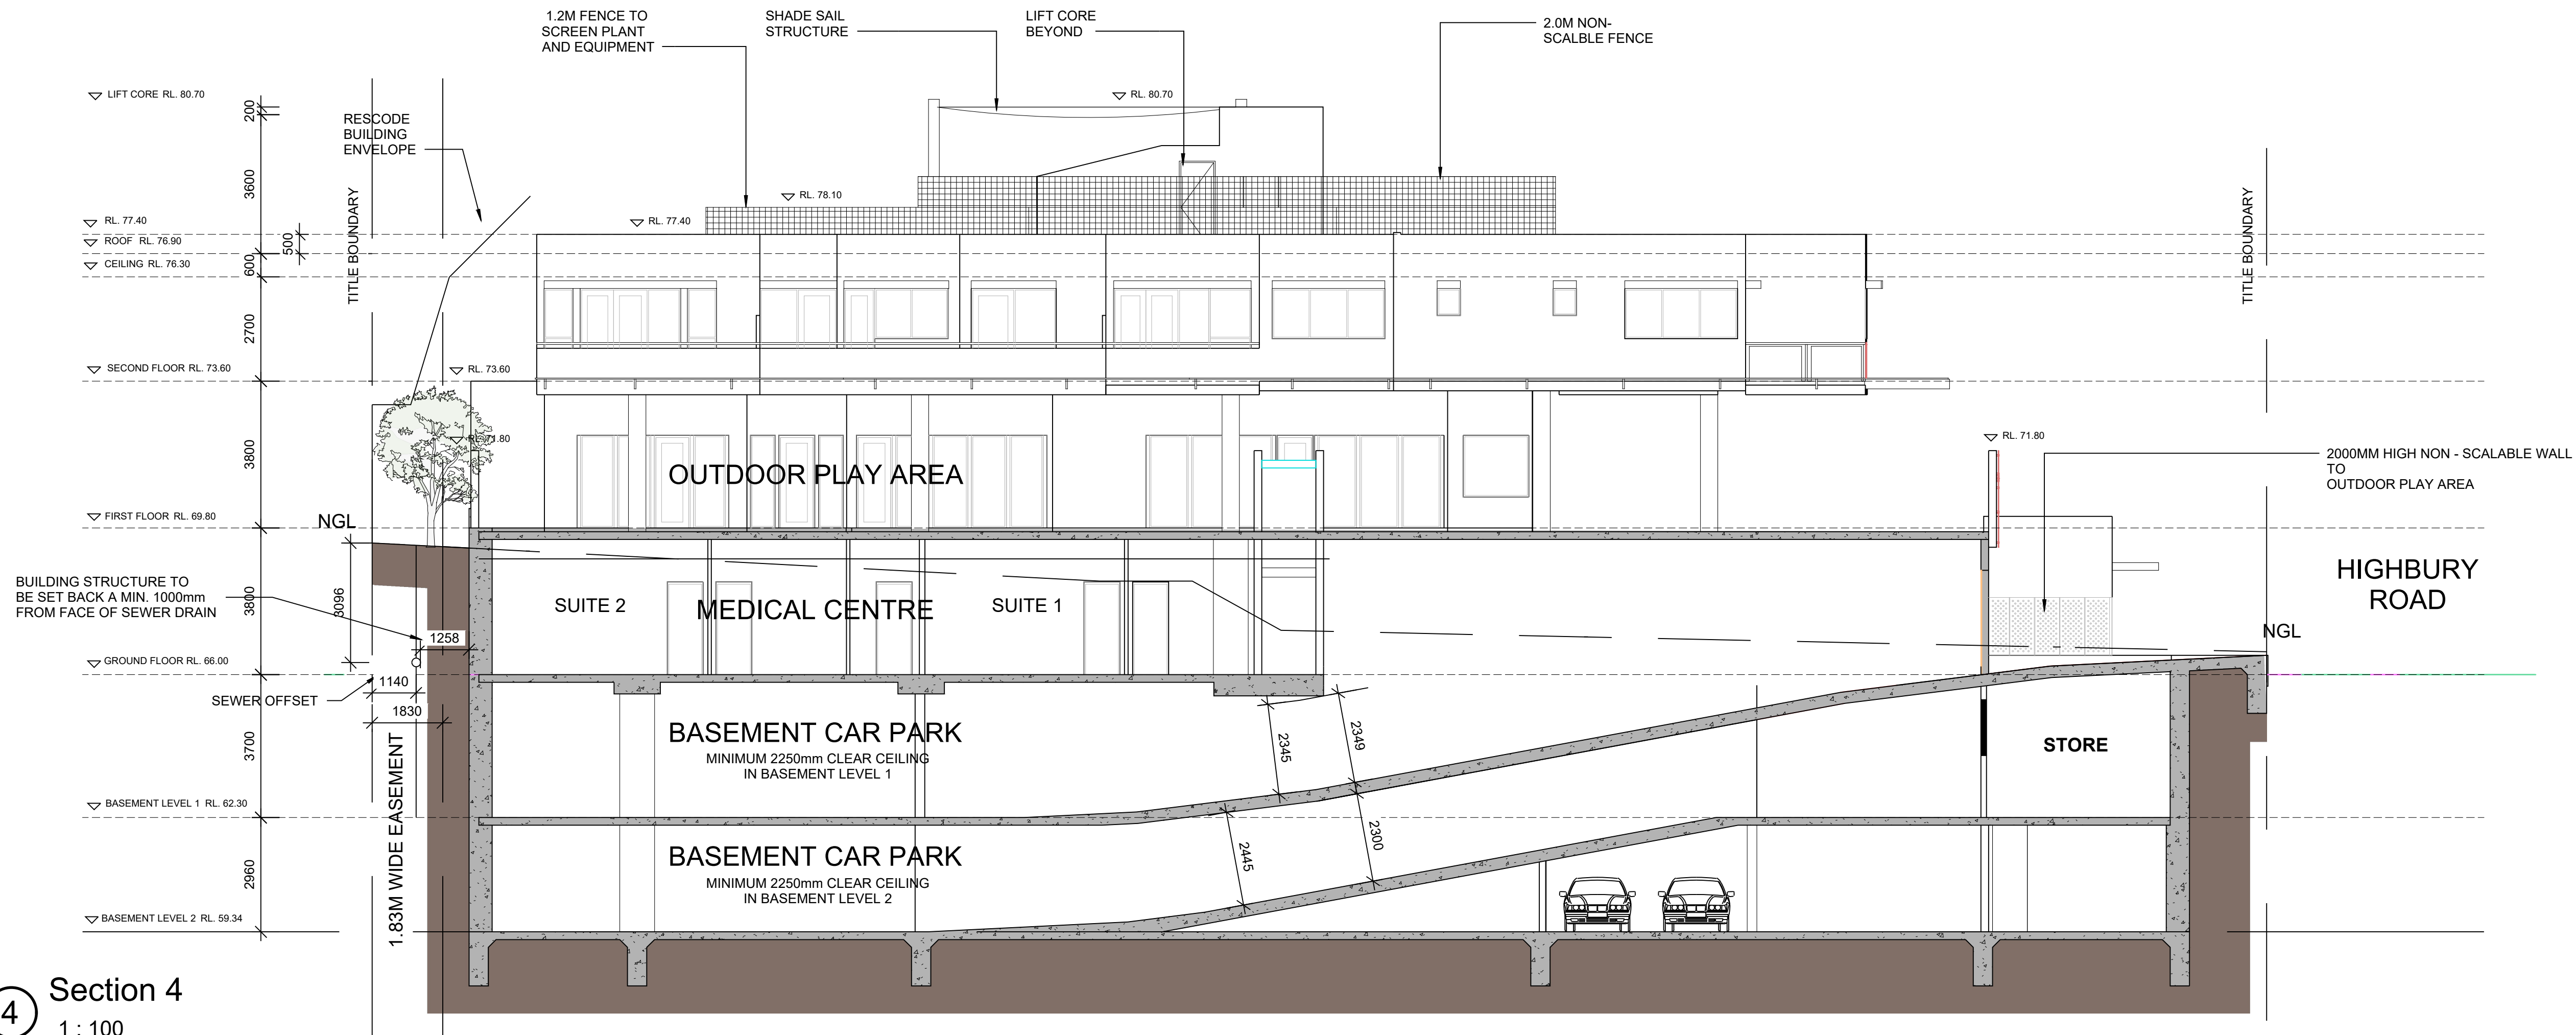 1.2M FENCE TO
SCREEN PLANT
AND EQUIPMENT
SHADE SAIL
STRUCTURE
LIFT CORE
BEYOND
2.0M NON-
SCALBLE FENCE
LIFT CORE RL. 80.70
RL. 80.70
200
RESCODE
BUILDING
ENVELOPE
3600
TITLE BOUNDARY
TITLE BOUNDARY
RL. 78.10
RL. 77.40
RL. 77.40
ROOF RL. 76.90
500
CEILING RL. 76.30
600
2700
SECOND FLOOR RL. 73.60
RL. 73.60
RL. 71.80
RL. 71.80
3800
OUTDOOR PLAY AREA
2000MM HIGH NON - SCALABLE WALL
TO
OUTDOOR PLAY AREA
FIRST FLOOR RL. 69.80
NGL
BUILDING STRUCTURE TO
BE SET BACK A MIN. 1000mm
FROM FACE OF SEWER DRAIN
3800
3096
1258
SUITE 2
MEDICAL CENTRE
SUITE 1
HIGHBURY
ROAD
NGL
GROUND FLOOR RL. 66.00
1140
SEWER OFFSET
1830
3700
BASEMENT CAR PARK
MINIMUM 2250mm CLEAR CEILING
IN BASEMENT LEVEL 1
2345
2349
STORE
BASEMENT LEVEL 1 RL. 62.30
1.83M WIDE EASEMENT
2960
BASEMENT CAR PARK
MINIMUM 2250mm CLEAR CEILING
IN BASEMENT LEVEL 2
2445
2300
BASEMENT LEVEL 2 RL. 59.34
4
Section 4
1 : 100